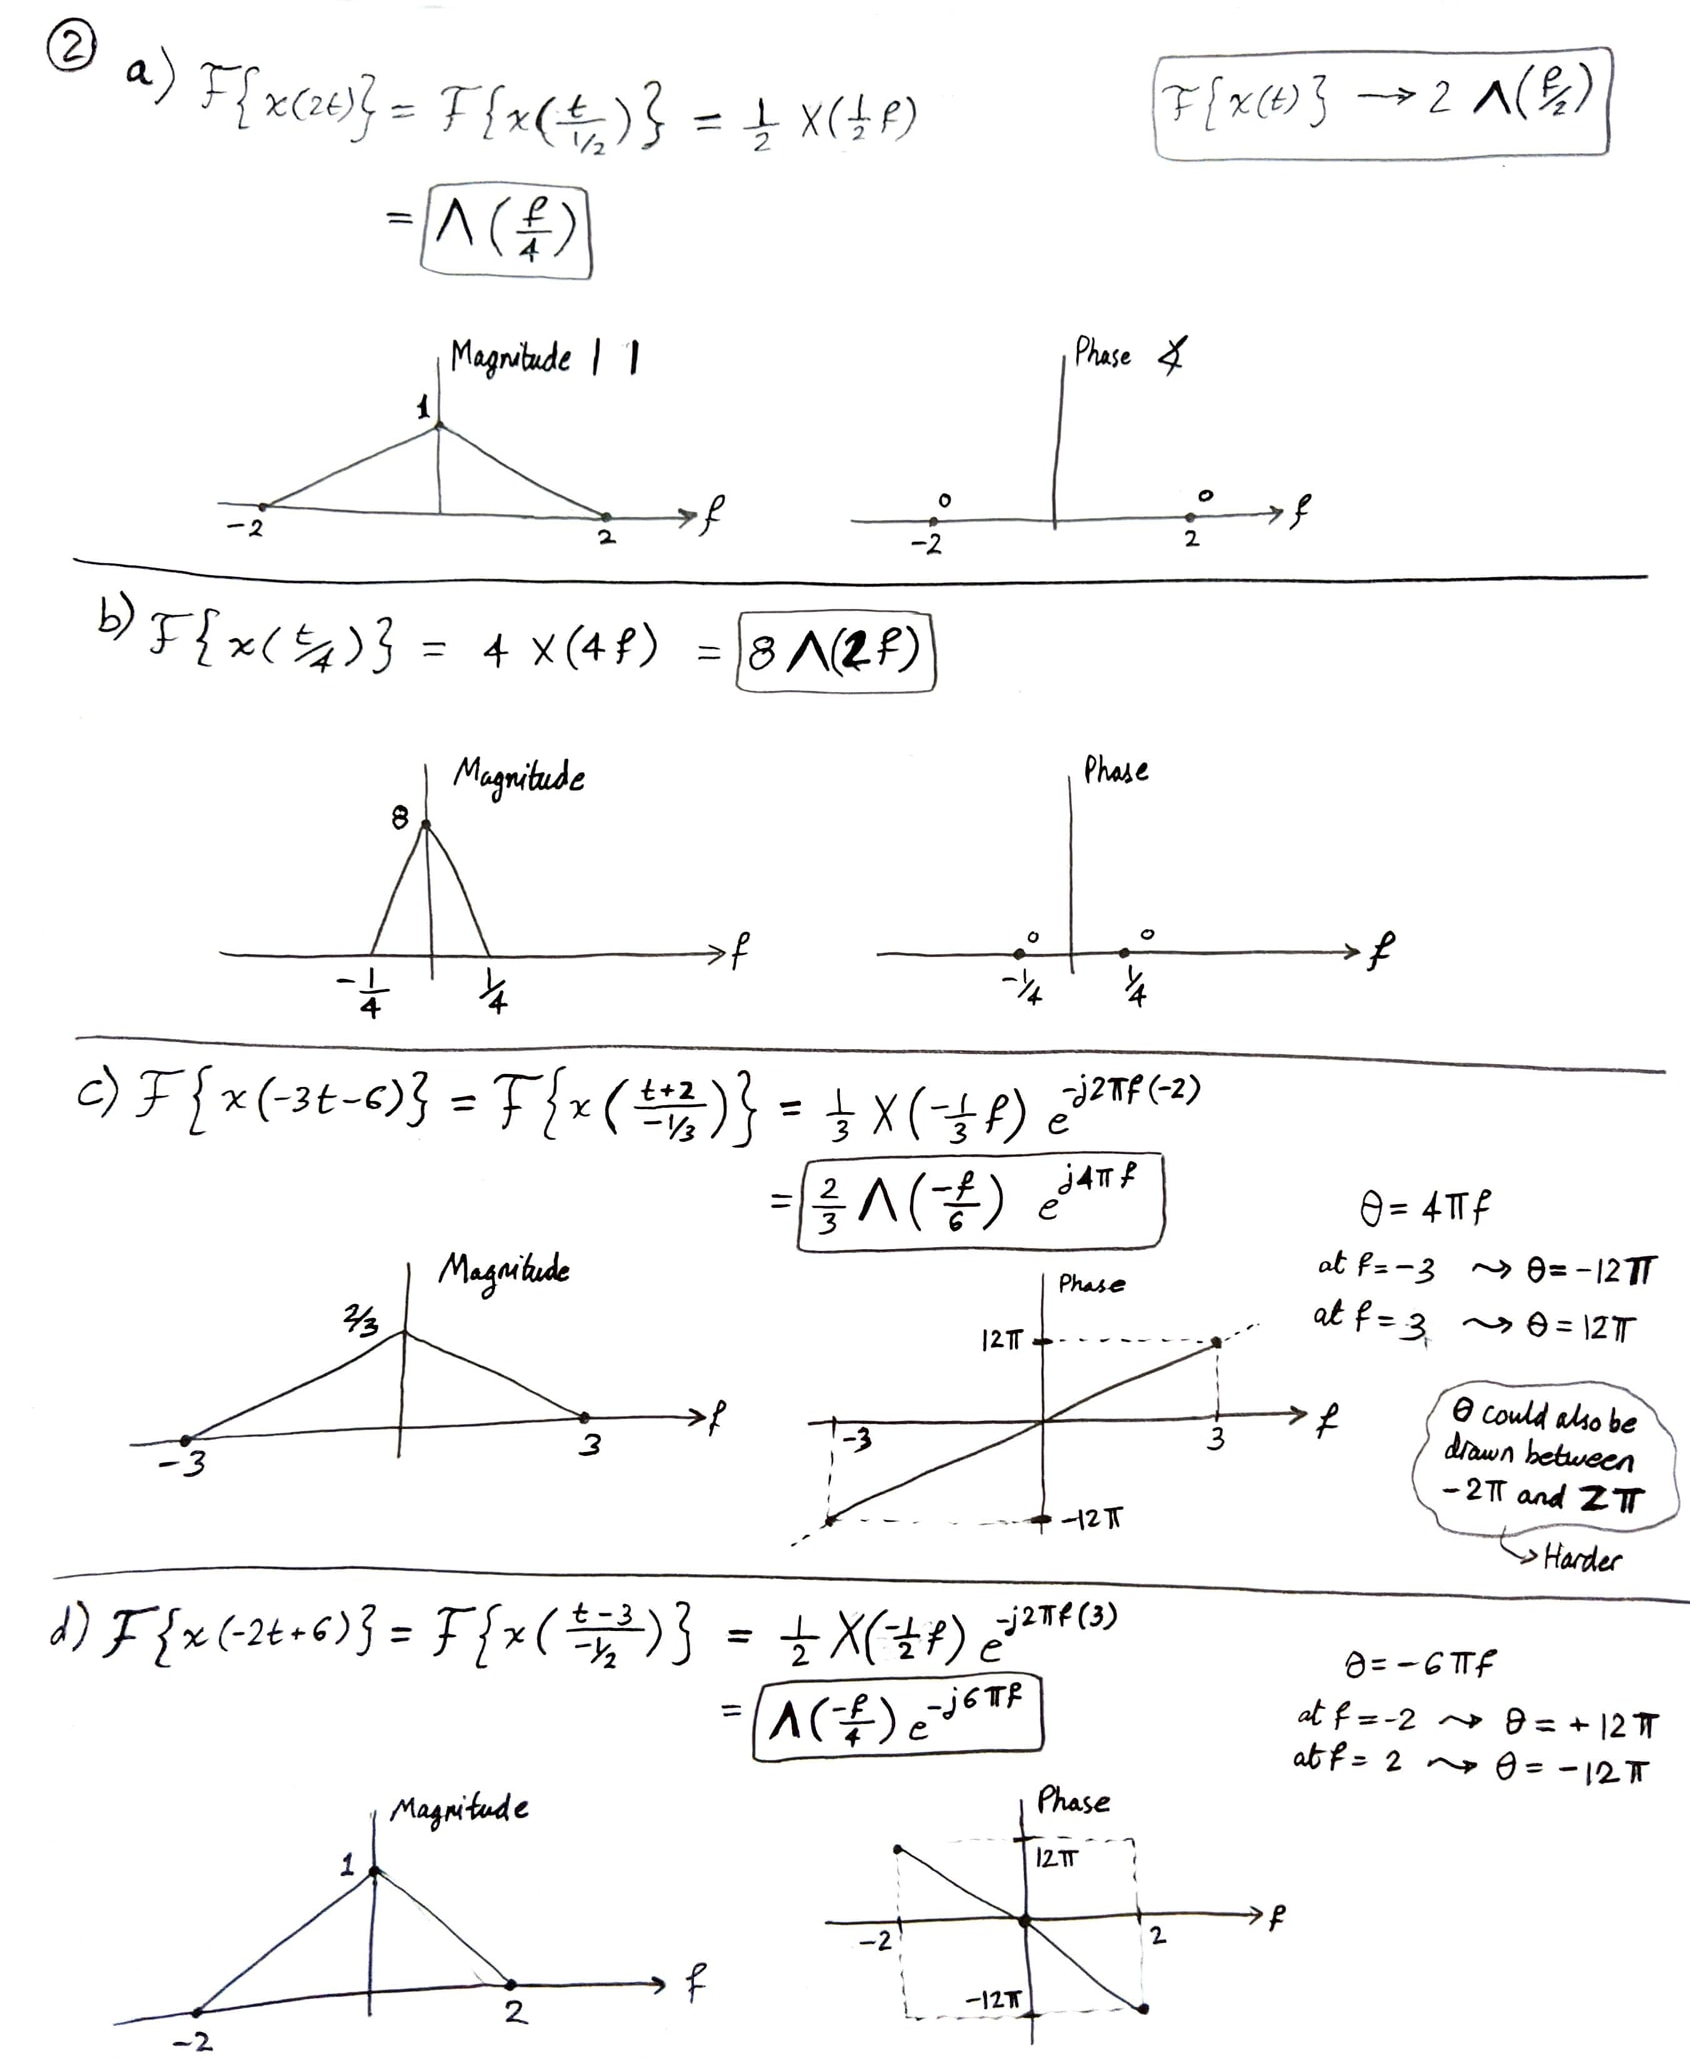 ②
a) F{x(2t)} = F{x(t/(1/2))} = 1/2 X(1/2 f)
F{x(t)} → 2 Λ(f/2)
= Λ(f/4)
Magnitude | |
1
-2 2 f
Phase ∡
0 0
-2 2 f
b) F{x(t/4)} = 4 X(4f) = 8 Λ(2f)
Magnitude
8
-1/4 1/4 f
Phase
0 0
-1/4 1/4 f
c) F{x(-3t-6)} = F{x((t+2)/(-1/3))} = 1/3 X(-1/3 f) e^(-j2πf(-2))
= 2/3 Λ(-f/6) e^(j4πf)
θ = 4πf
at f = -3 ⇝ θ = -12π
at f = 3 ⇝ θ = 12π
Magnitude
2/3
-3 3 f
Phase
12π
-3 3 f
-12π
θ could also be
drawn between
-2π and 2π
→ Harder
d) F{x(-2t+6)} = F{x((t-3)/(-1/2))} = 1/2 X(-1/2 f) e^(-j2πf(3))
= Λ(-f/4) e^(-j6πf)
θ = -6πf
at f = -2 ⇝ θ = +12π
at f = 2 ⇝ θ = -12π
Magnitude
1
-2 2 f
Phase
12π
-2 2 f
-12π